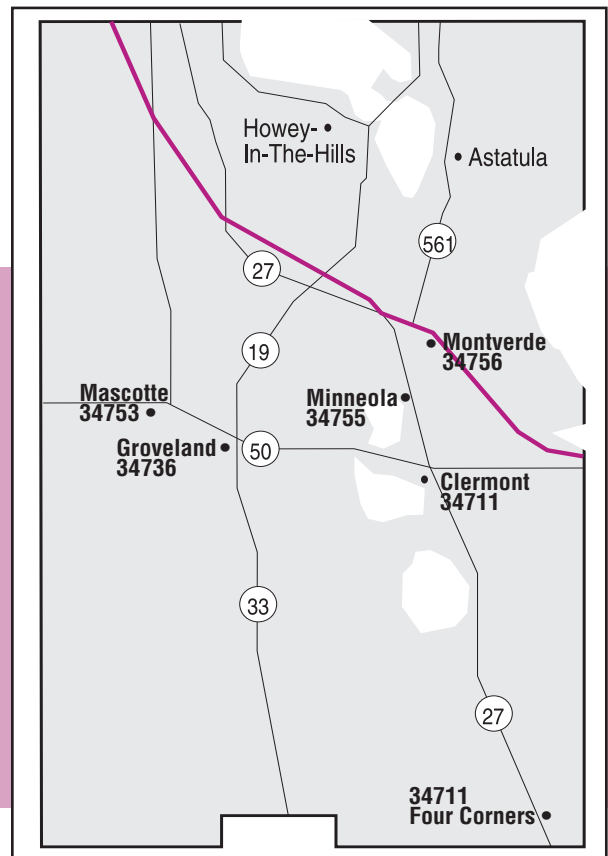 Howey-
In-The-Hills
Astatula
561
27
19
Montverde
34756
Mascotte
34753
Minneola
34755
Groveland
34736
50
Clermont
34711
33
27
34711
Four Corners